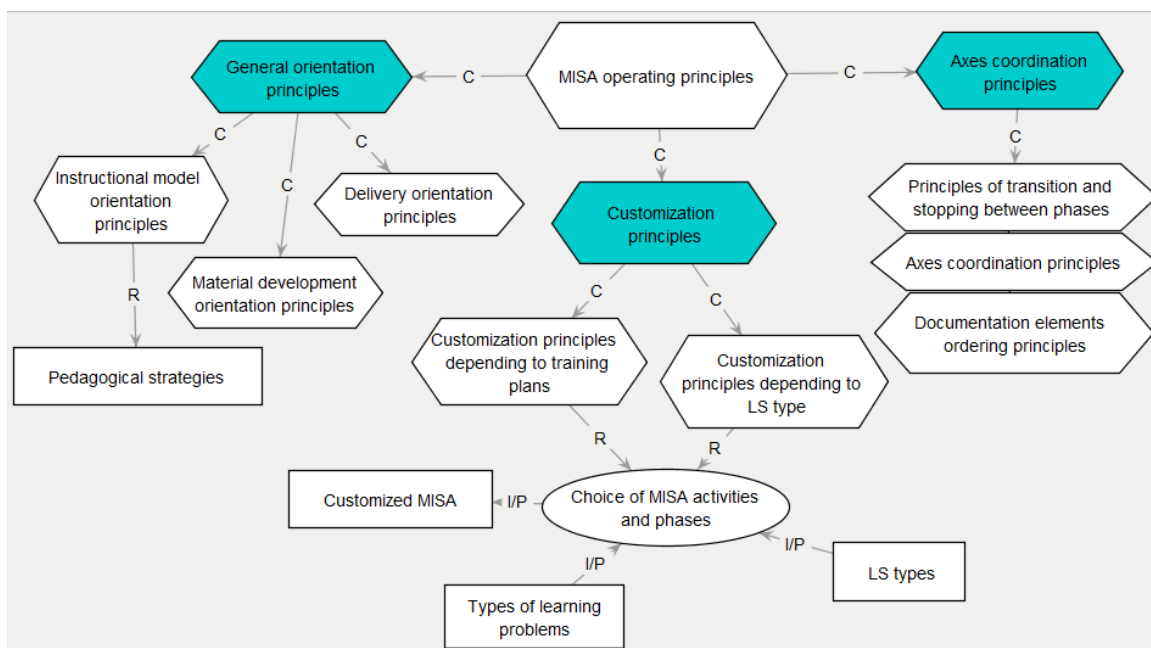 General orientation
principles
C
MISA operating principles
C
Axes coordination
principles
C
C
C
C
C
Instructional model
orientation
principles
Delivery orientation
principles
Customization
principles
Principles of transition and
stopping between phases
Axes coordination principles
Documentation elements
ordering principles
Material development
orientation principles
R
C
C
Pedagogical strategies
Customization principles
depending to training
plans
Customization
principles depending to
LS type
R
R
Customized MISA
I/P
Choice of MISA activities
and phases
I/P
I/P
LS types
Types of learning
problems